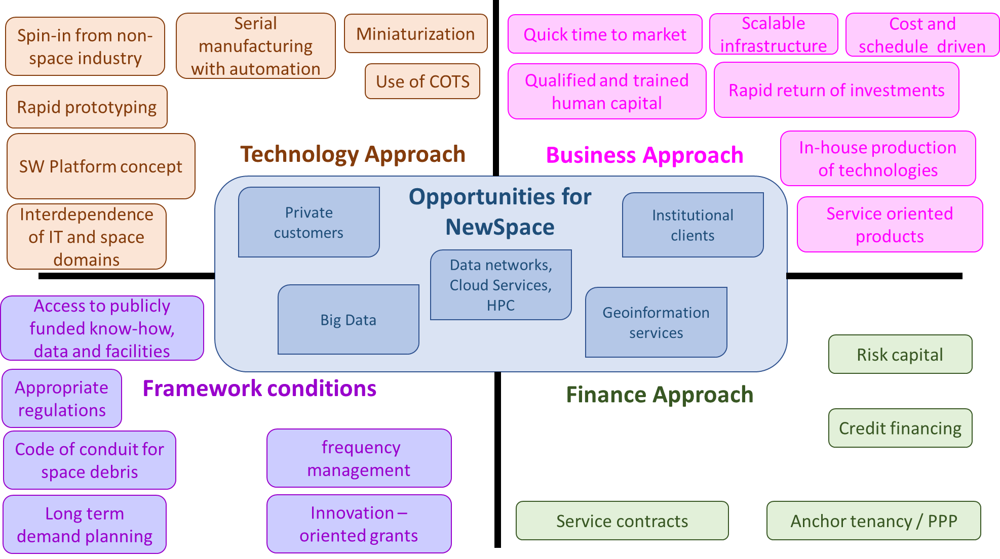 Spin-in from non-
space industry
Serial
manufacturing
with automation
Miniaturization
Use of COTS
Rapid prototyping
SW Platform concept
Interdependence
of IT and space
domains
Technology Approach
Quick time to market
Scalable
infrastructure
Cost and
schedule  driven
Qualified and trained
human capital
Rapid return of investments
Business Approach
In-house production
of technologies
Service oriented
products
Opportunities for
NewSpace
Private
customers
Institutional
clients
Data networks,
Cloud Services,
HPC
Big Data
Geoinformation
services
Access to publicly
funded know-how,
data and facilities
Appropriate
regulations
Framework conditions
Code of conduit for
space debris
frequency
management
Long term
demand planning
Innovation –
oriented grants
Finance Approach
Risk capital
Credit financing
Service contracts
Anchor tenancy / PPP